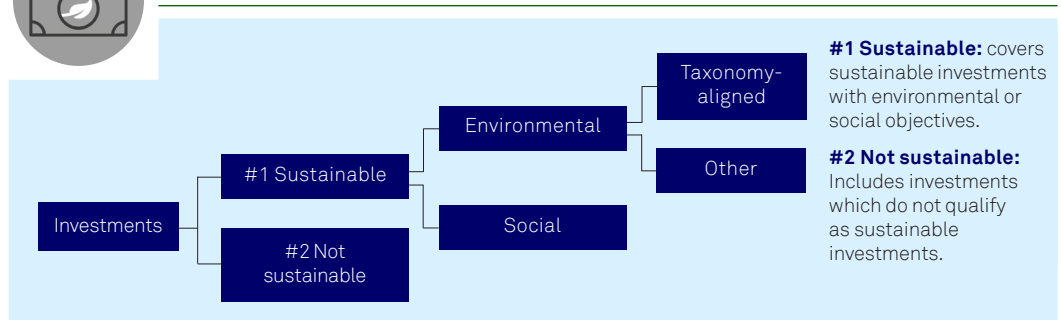 Investments
#1 Sustainable
#2 Not
sustainable
Environmental
Social
Taxonomy-
aligned
Other
#1 Sustainable: covers
sustainable investments
with environmental or
social objectives.
#2 Not sustainable:
Includes investments
which do not qualify
as sustainable
investments.